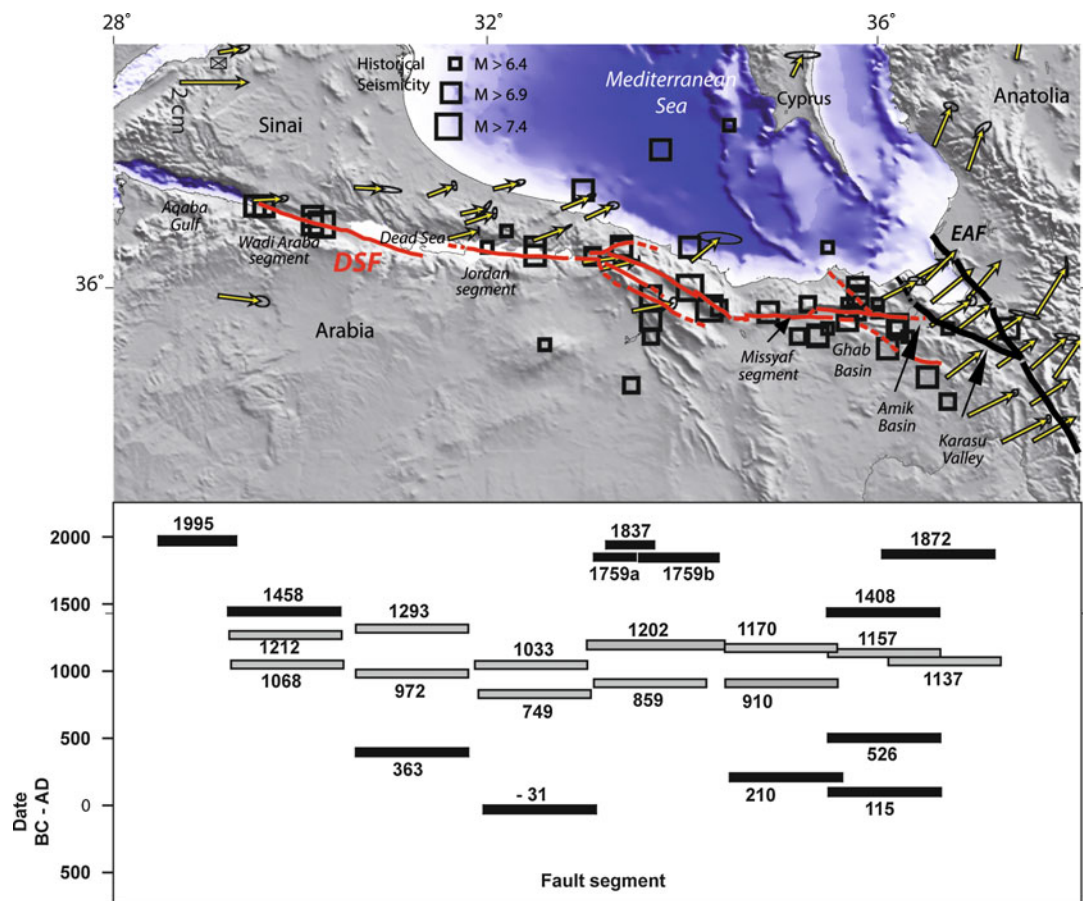 28°
32°
36°
Historical
Seismicity
M > 6.4
M > 6.9
M > 7.4
Mediterranean
Sea
Cyprus
Anatolia
2cm
Sinai
Aqaba
Gulf
Wadi Araba
segment
DSF
Dead Sea
Jordan
segment
EAF
36°
Arabia
Missyaf
segment
Ghab
Basin
Amik
Basin
Karasu
Valley
2000
1500
1000
500
0
500
Date
BC - AD
1995
1837
1872
1759a
1759b
1458
1293
1408
1212
1202
1170
1157
1068
1033
1137
972
749
859
910
363
526
- 31
210
115
Fault segment